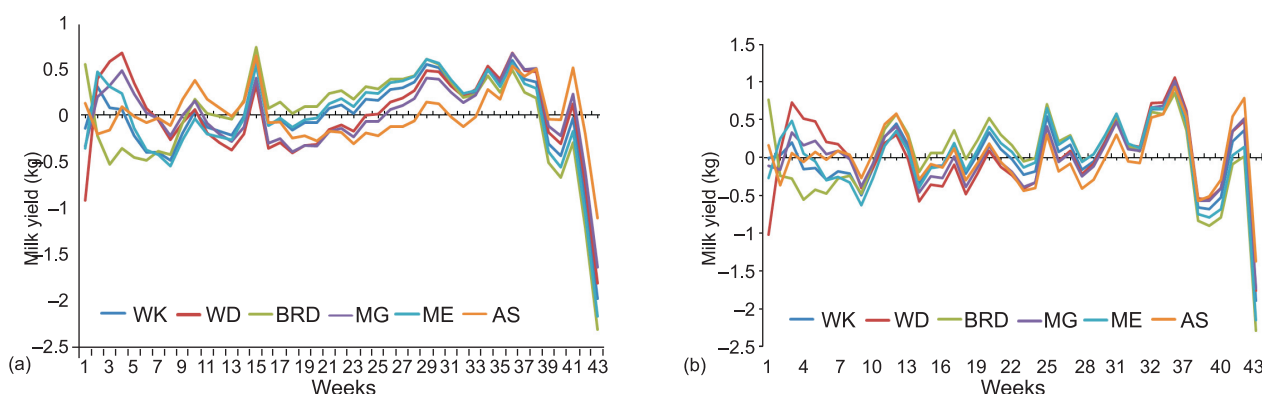 (a)
Milk yield (kg)
1
0.5
0
–0.5
–1
–1.5
–2
–2.5
WK WD BRD MG ME AS
1 3 5 7 9 11 13 15 17 19 21 23 25 27 29 31 33 35 37 39 41 43
Weeks
(b)
Milk yield (kg)
1.5
1
0.5
0
–0.5
–1
–1.5
–2
–2.5
WK WD BRD MG ME AS
1 4 7 10 13 16 19 22 25 28 31 32 37 40 43
Weeks